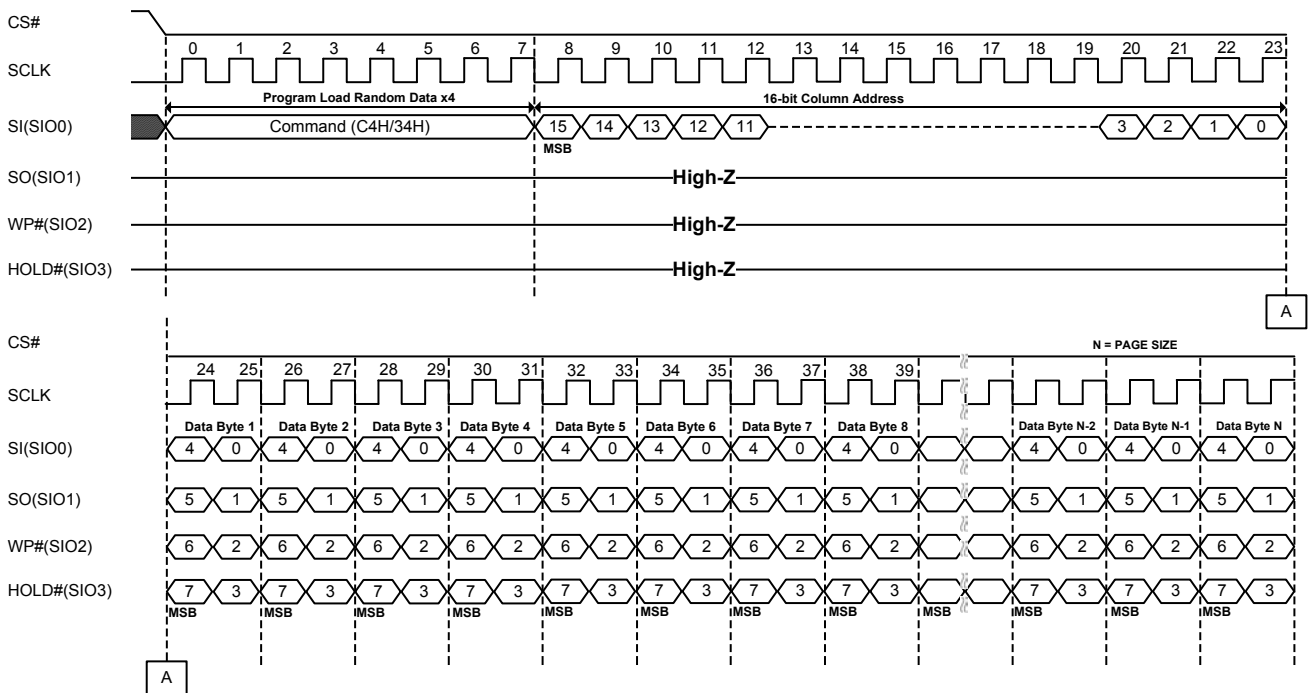 CS#
0 1 2 3 4 5 6 7 8 9 10 11 12 13 14 15 16 17 18 19 20 21 22 23
SCLK
Program Load Random Data x4 16-bit Column Address
SI(SIO0) Command (C4H/34H) 15 14 13 12 11 3 2 1 0
MSB
SO(SIO1) High-Z
WP#(SIO2) High-Z
HOLD#(SIO3) High-Z
A
CS#
N = PAGE SIZE
24 25 26 27 28 29 30 31 32 33 34 35 36 37 38 39
SCLK
Data Byte 1 Data Byte 2 Data Byte 3 Data Byte 4 Data Byte 5 Data Byte 6 Data Byte 7 Data Byte 8 Data Byte N-2 Data Byte N-1 Data Byte N
SI(SIO0) 4 0 4 0 4 0 4 0 4 0 4 0 4 0 4 0 4 0 4 0 4 0
SO(SIO1) 5 1 5 1 5 1 5 1 5 1 5 1 5 1 5 1 5 1 5 1 5 1
WP#(SIO2) 6 2 6 2 6 2 6 2 6 2 6 2 6 2 6 2 6 2 6 2 6 2
HOLD#(SIO3) 7 3 7 3 7 3 7 3 7 3 7 3 7 3 7 3 7 3 7 3 7 3
MSB MSB MSB MSB MSB MSB MSB MSB MSB MSB MSB MSB
A